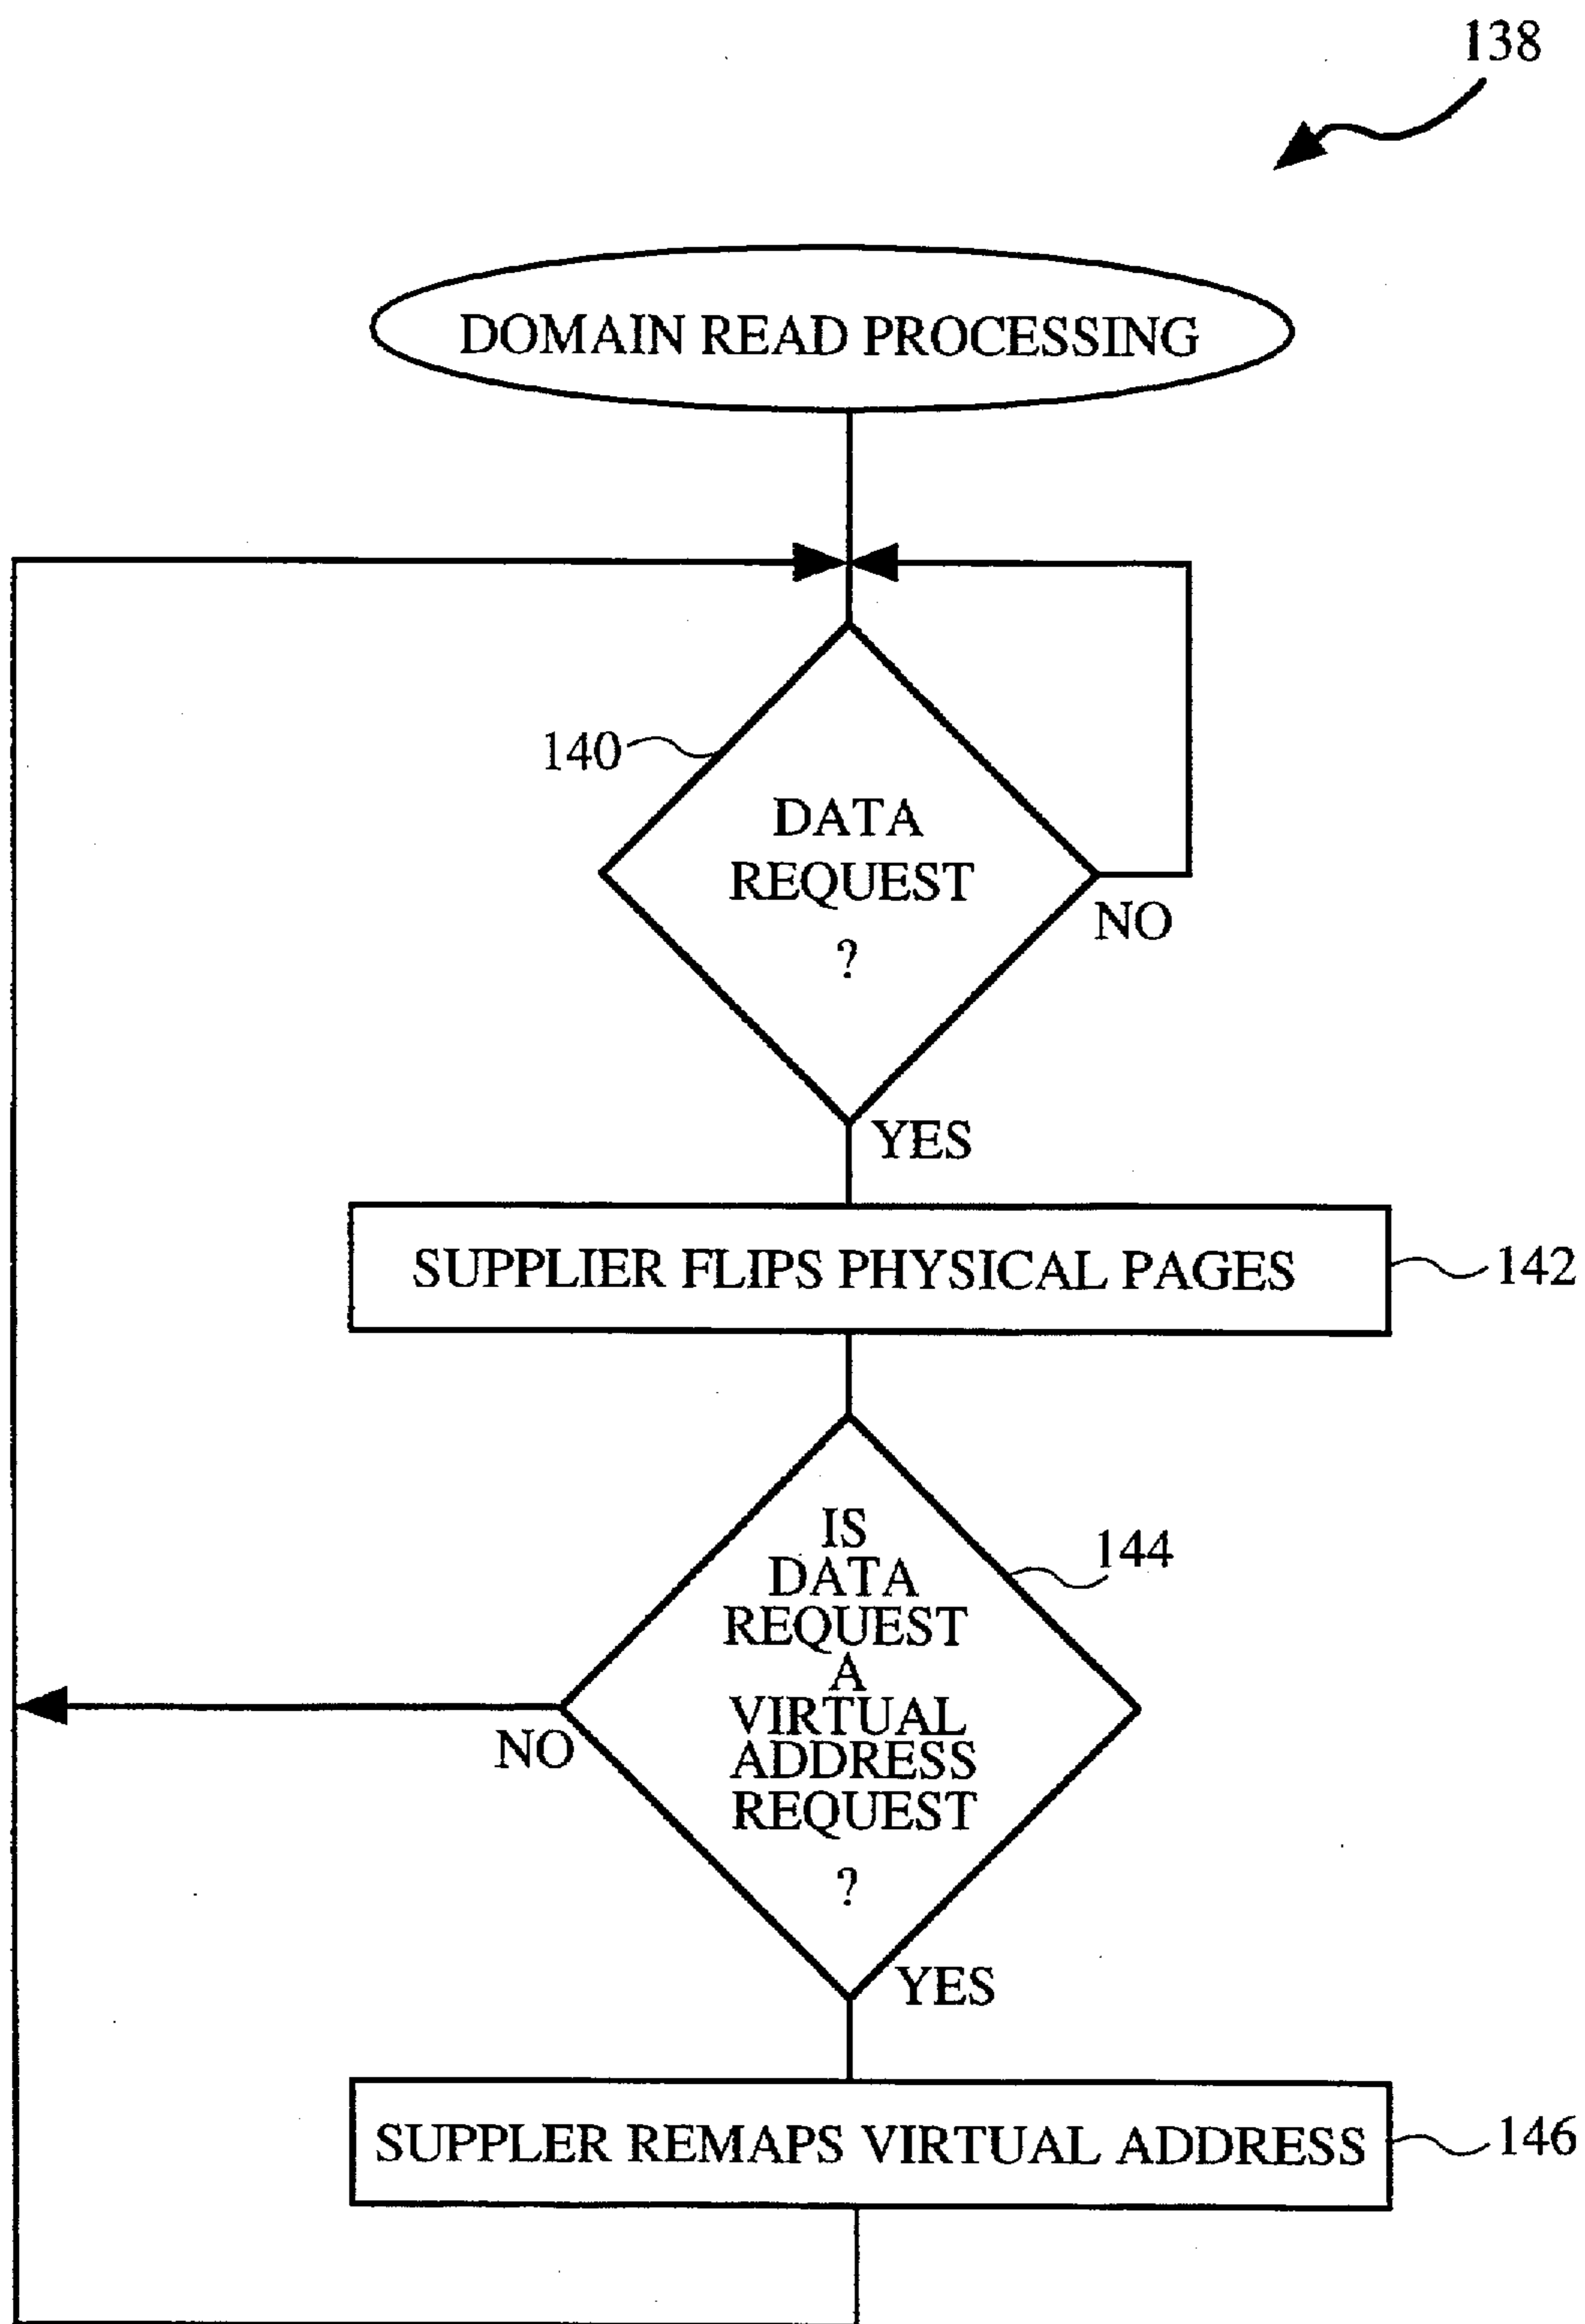 138
DOMAIN READ PROCESSING
140
DATA
REQUEST
?
NO
YES
SUPPLIER FLIPS PHYSICAL PAGES
142
IS
DATA
REQUEST
A
VIRTUAL
ADDRESS
REQUEST
?
144
NO
YES
SUPPLER REMAPS VIRTUAL ADDRESS
146